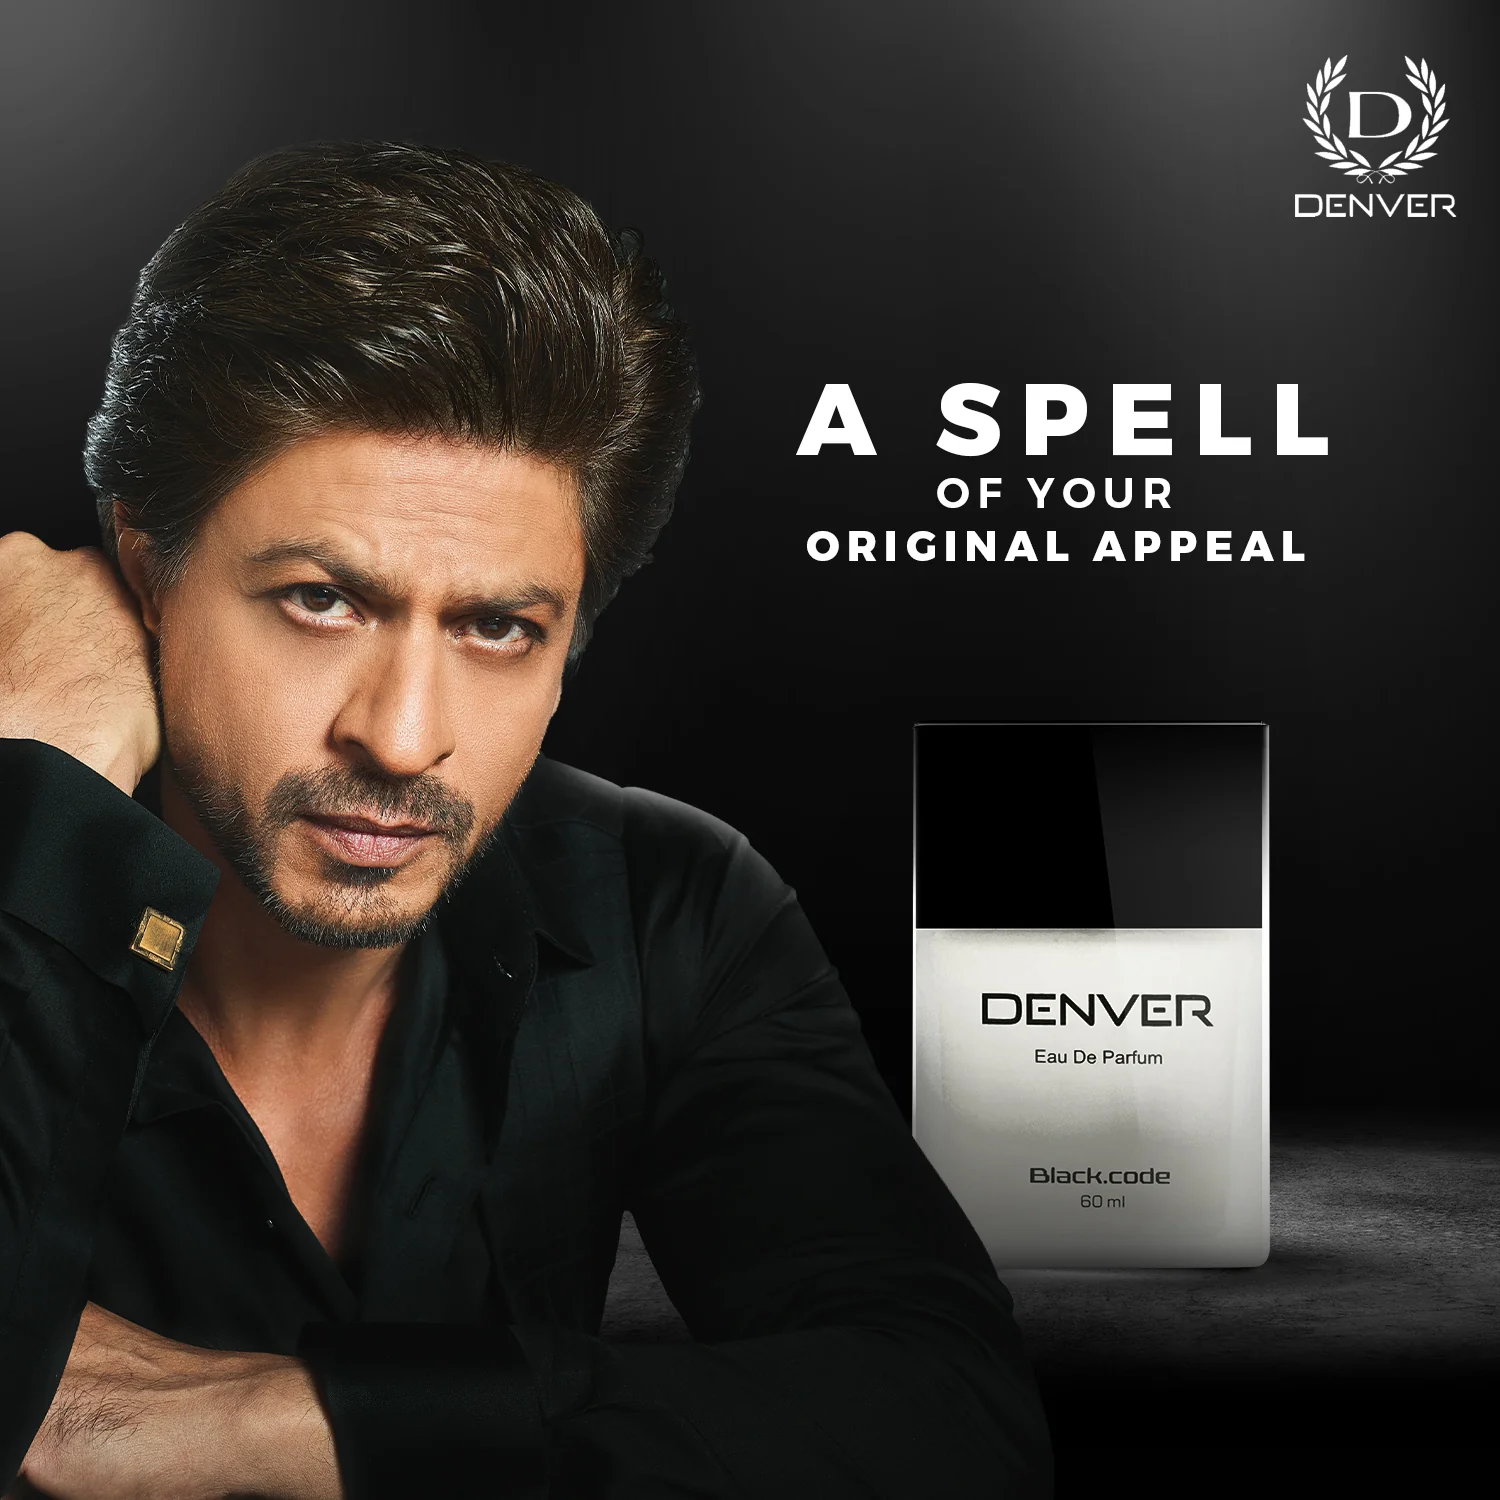 D
DENVER
A SPELL
OF YOUR
ORIGINAL APPEAL
DENVER
Eau De Parfum
Black.code
60 ml